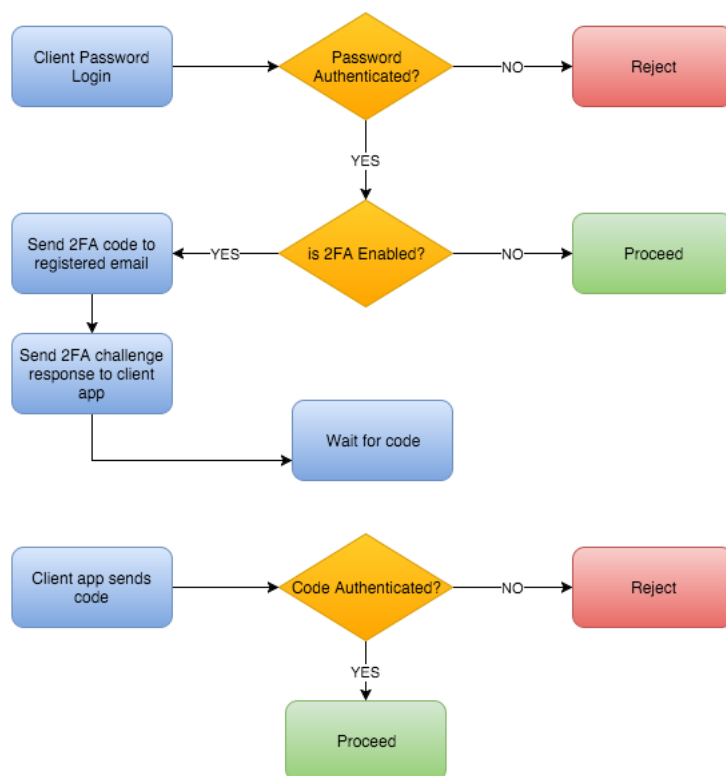 Client Password
Login
Password
Authenticated?
NO
Reject
YES
Send 2FA code to
registered email
YES
is 2FA Enabled?
NO
Proceed
Send 2FA challenge
response to client
app
Wait for code
Client app sends
code
Code Authenticated?
NO
Reject
YES
Proceed